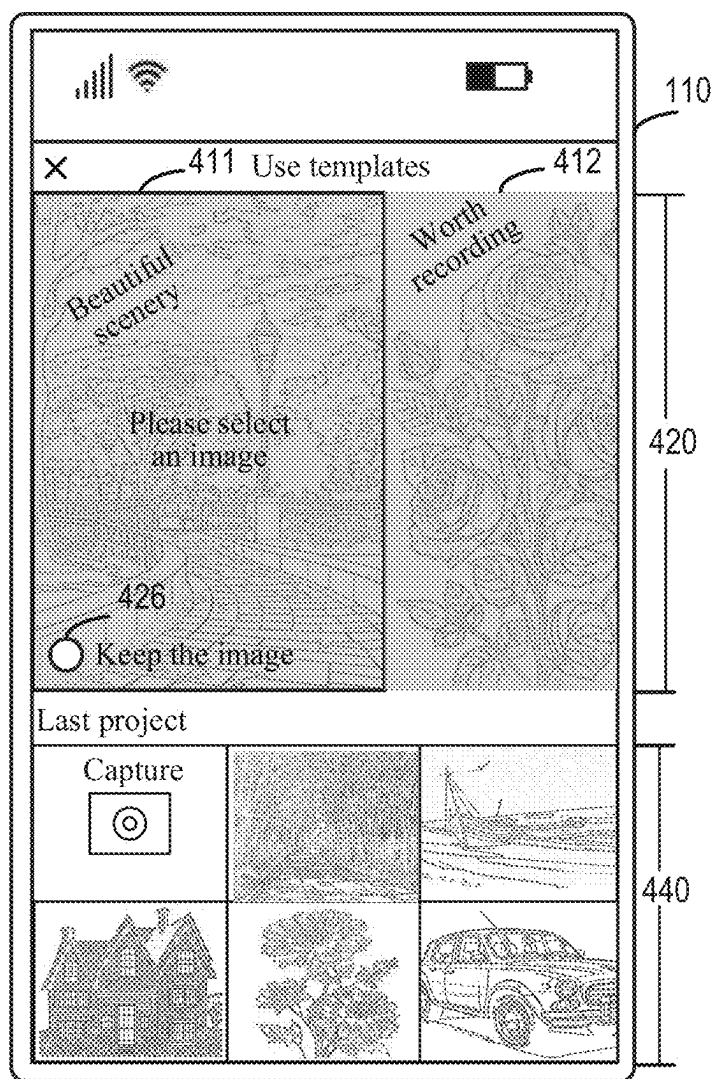 110
× 411 Use templates 412
Beautiful
scenery
Worth
recording
Please select
an image
420
426
Keep the image
Last project
Capture
440